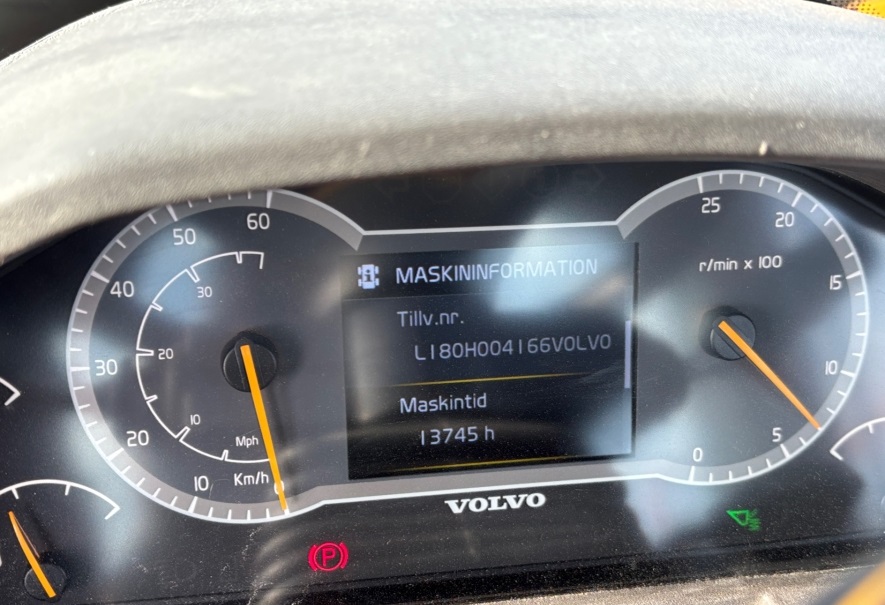 60
50
40
30
20
10
0
Km/h
30
20
10
Mph
MASKININFORMATION
Tillv.nr.
L180H004166VOLVO
Maskintid
13745 h
VOLVO
P
25
20
15
10
5
0
r/min x 100